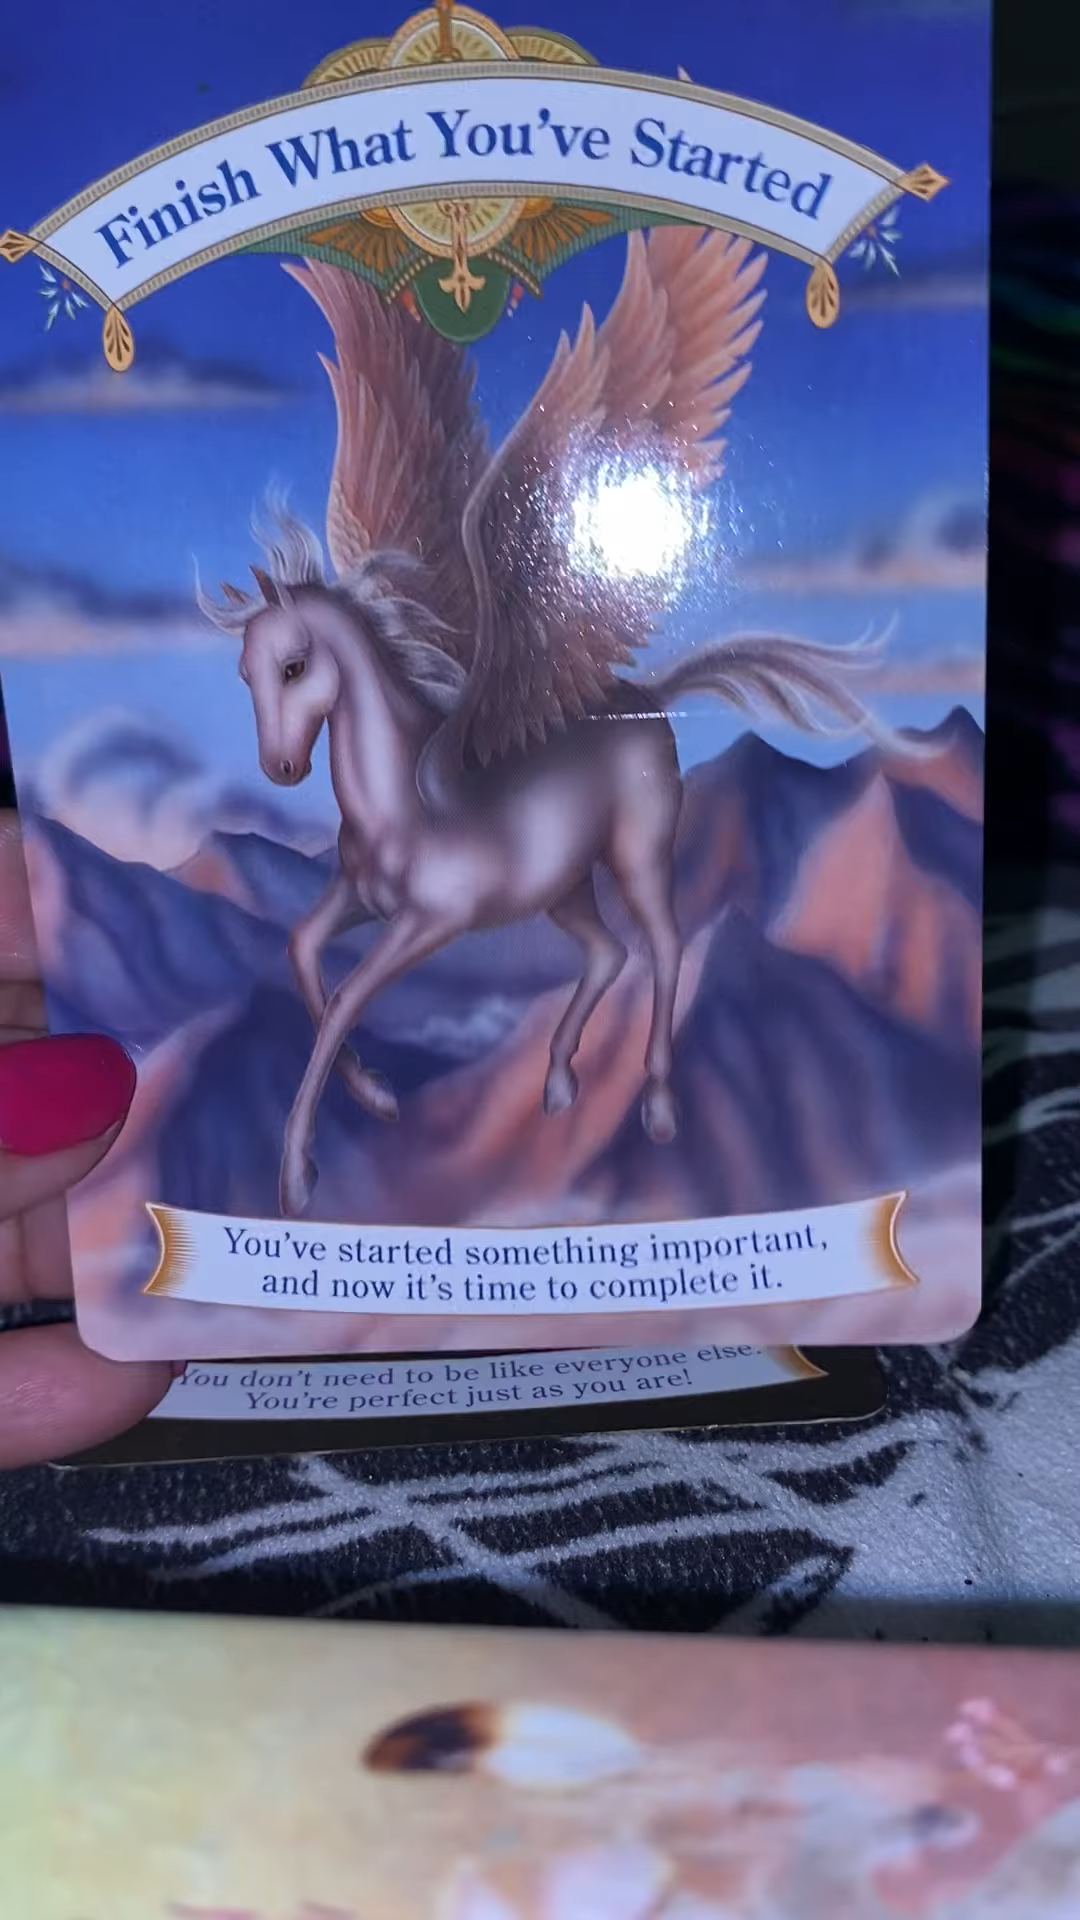 Finish What You've Started
You've started something important,
and now it's time to complete it.
You don't need to be like everyone else.
You're perfect just as you are!